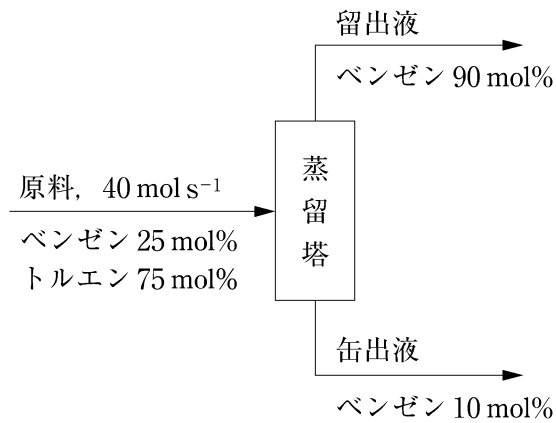 留出液
ベンゼン 90 mol%
原料，40 mol s⁻¹
ベンゼン 25 mol%
トルエン 75 mol%
蒸留塔
缶出液
ベンゼン 10 mol%